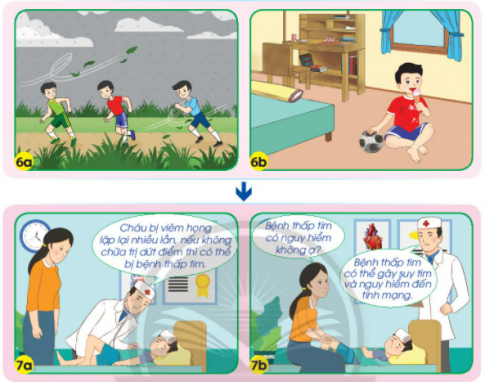 6a
6b
Cháu bị viêm họng
lặp lại nhiều lần, nếu không
chữa trị dứt điểm thì có thể
bị bệnh thấp tim.
7a
Bệnh thấp tim
có nguy hiểm
không ạ?
Bệnh thấp tim
có thể gây suy tim
và nguy hiểm đến
tính mạng.
7b